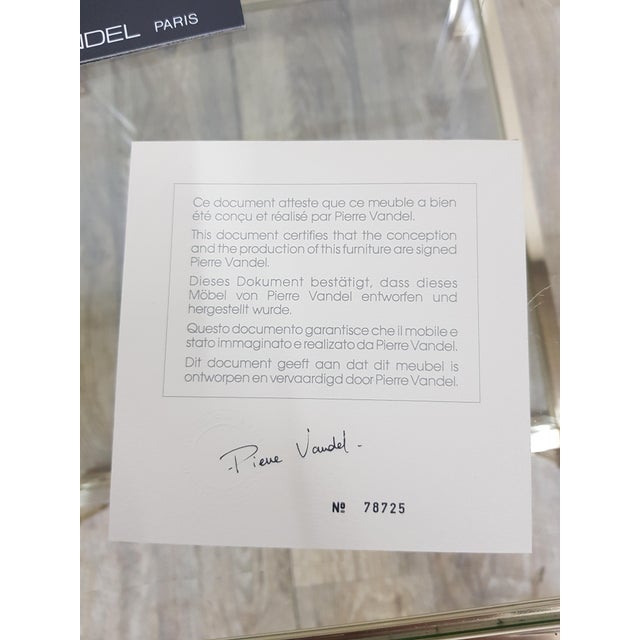 NDEL PARIS
Ce document atteste que ce meuble a bien
été conçu et réalisé par Pierre Vandel.
This document certifies that the conception
and the production of this furniture are signed
Pierre Vandel.
Dieses Dokument bestätigt, dass dieses
Möbel von Pierre Vandel entworfen und
hergestellt wurde.
Questo documento garantisce che il mobile e
stato immaginato e realizato da Pierre Vandel.
Dit document geeft aan dat dit meubel is
ontworpen en vervaardigd door Pierre Vandel.
- Pierre Vandel -
Nº 78725